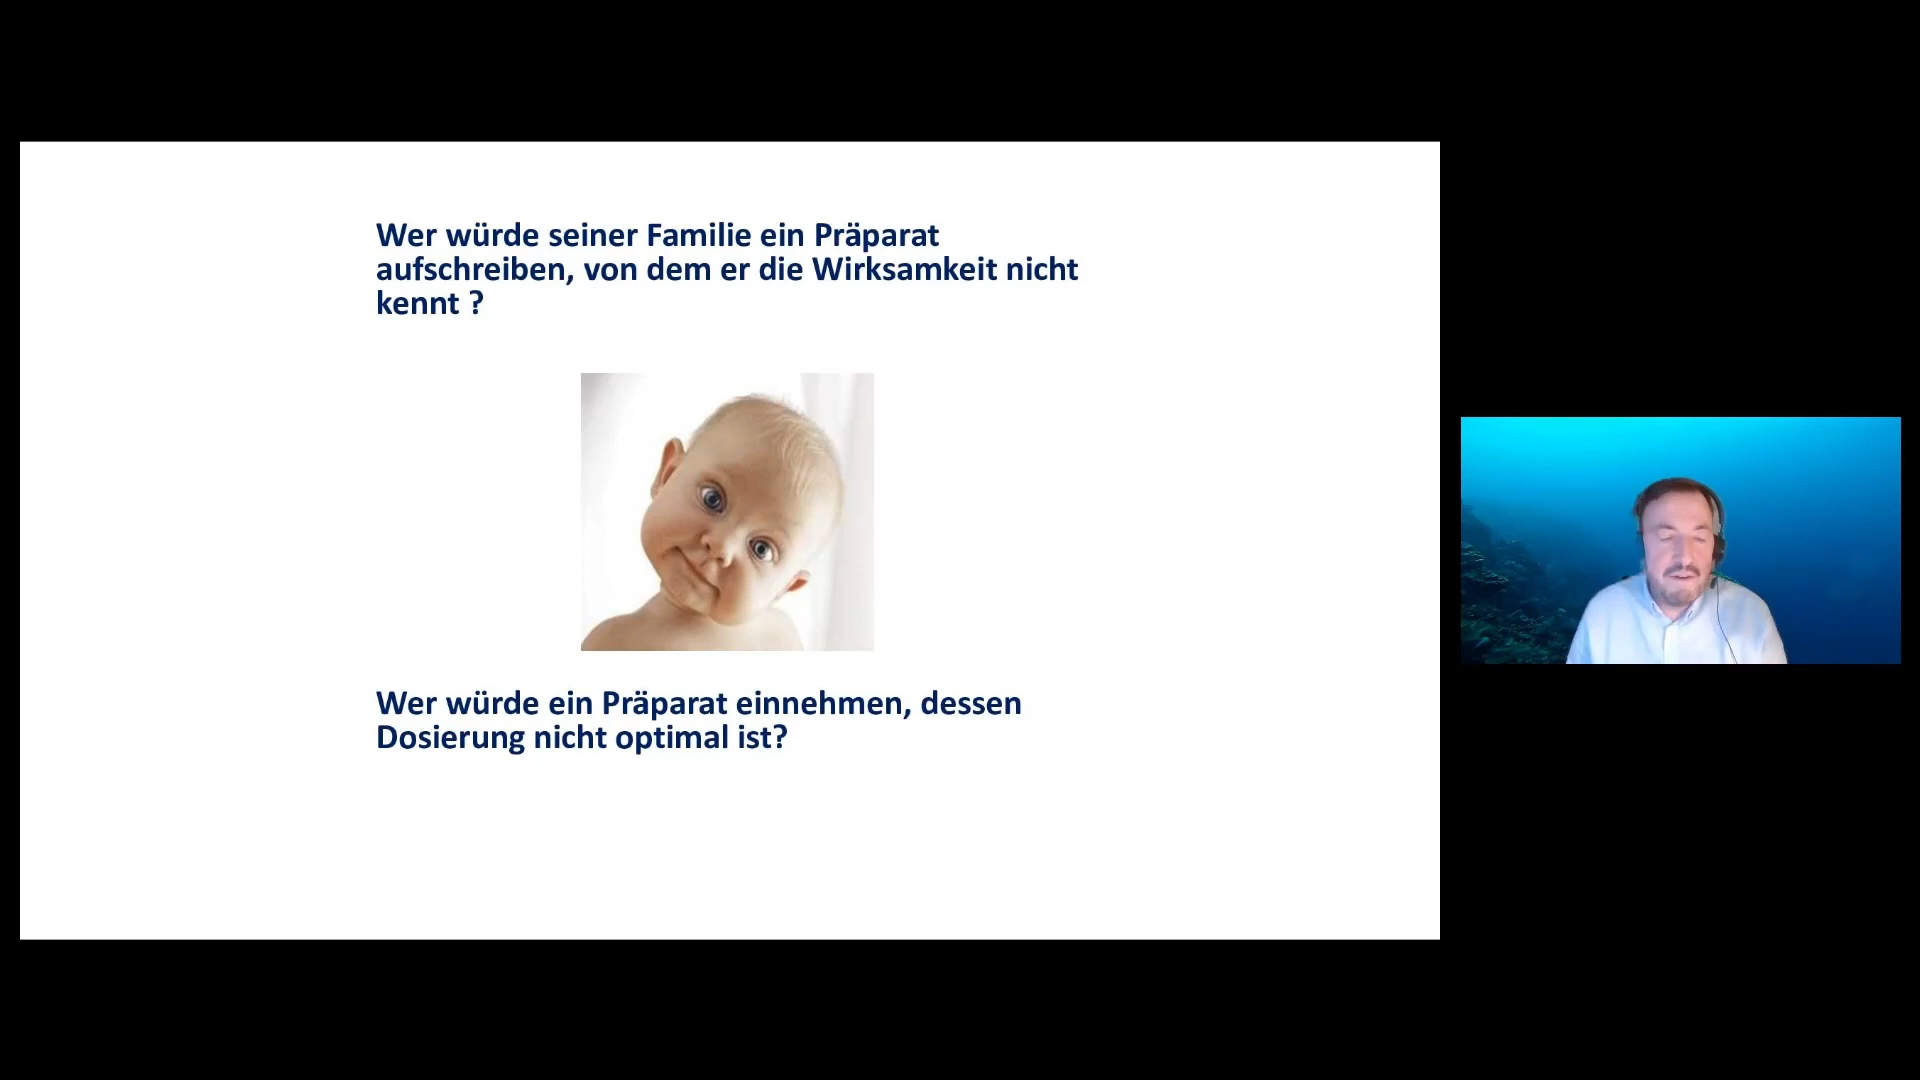 Wer würde seiner Familie ein Präparat
aufschreiben, von dem er die Wirksamkeit nicht
kennt ?
Wer würde ein Präparat einnehmen, dessen
Dosierung nicht optimal ist?